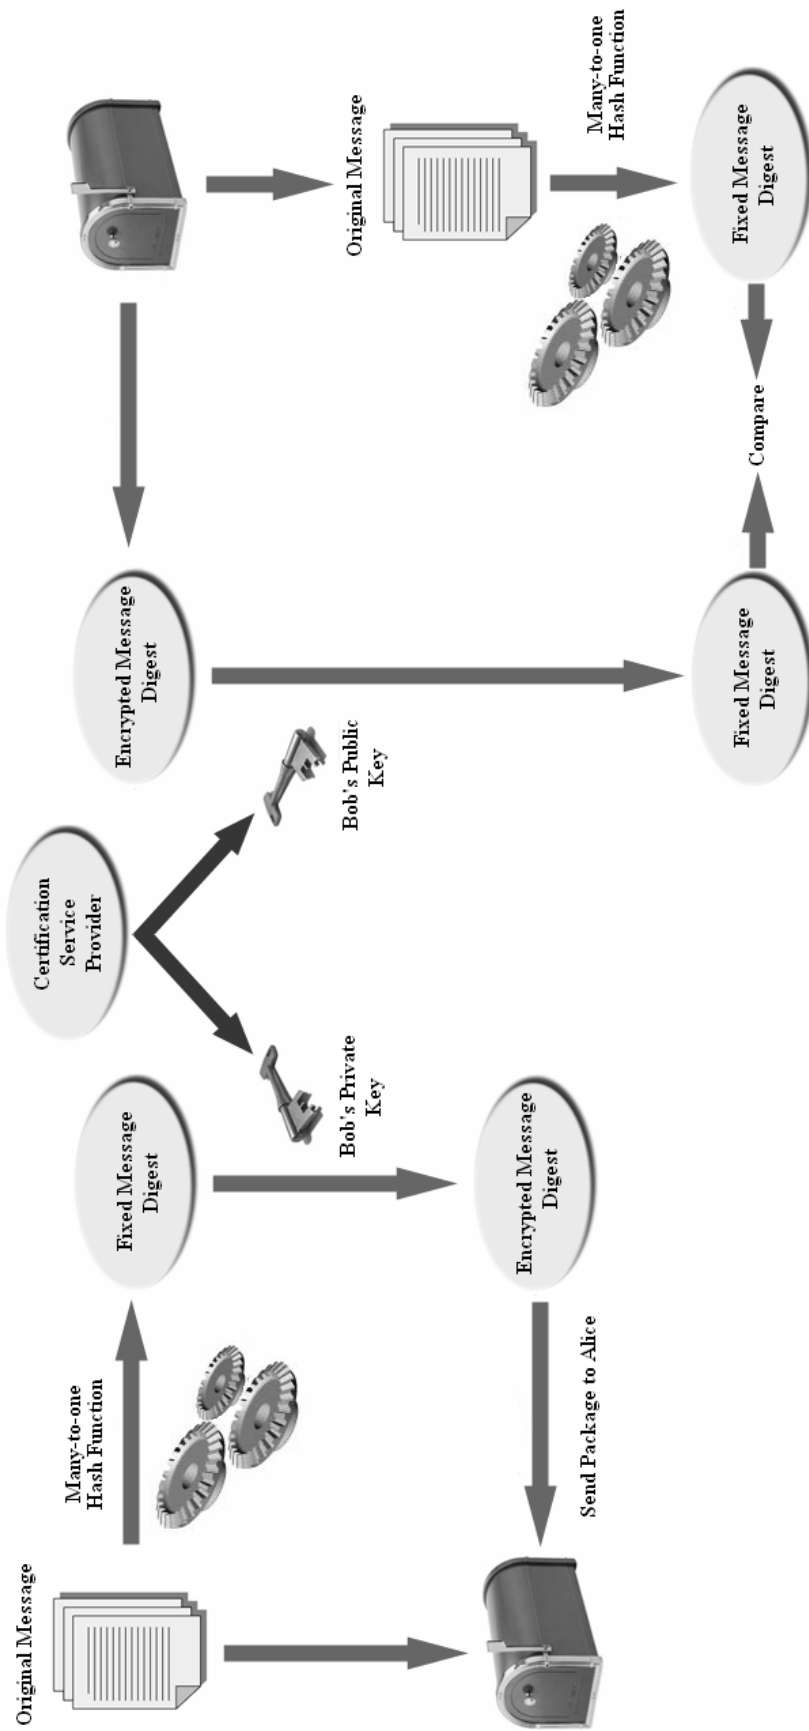 Original Message
Many-to-one
Hash Function
Fixed Message
Digest
Bob's Private
Key
Encrypted Message
Digest
Send Package to Alice
Certification
Service
Provider
Bob's Public
Key
Encrypted Message
Digest
Fixed Message
Digest
Compare
Original Message
Many-to-one
Hash Function
Fixed Message
Digest